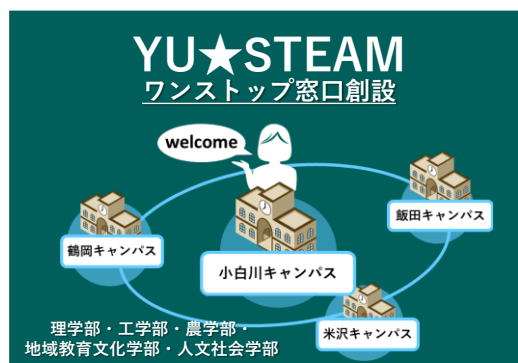 YU★STEAM
ワンストップ窓口創設
welcome
飯田キャンパス
鶴岡キャンパス
小白川キャンパス
米沢キャンパス
理学部・工学部・農学部・
地域教育文化学部・人文社会学部